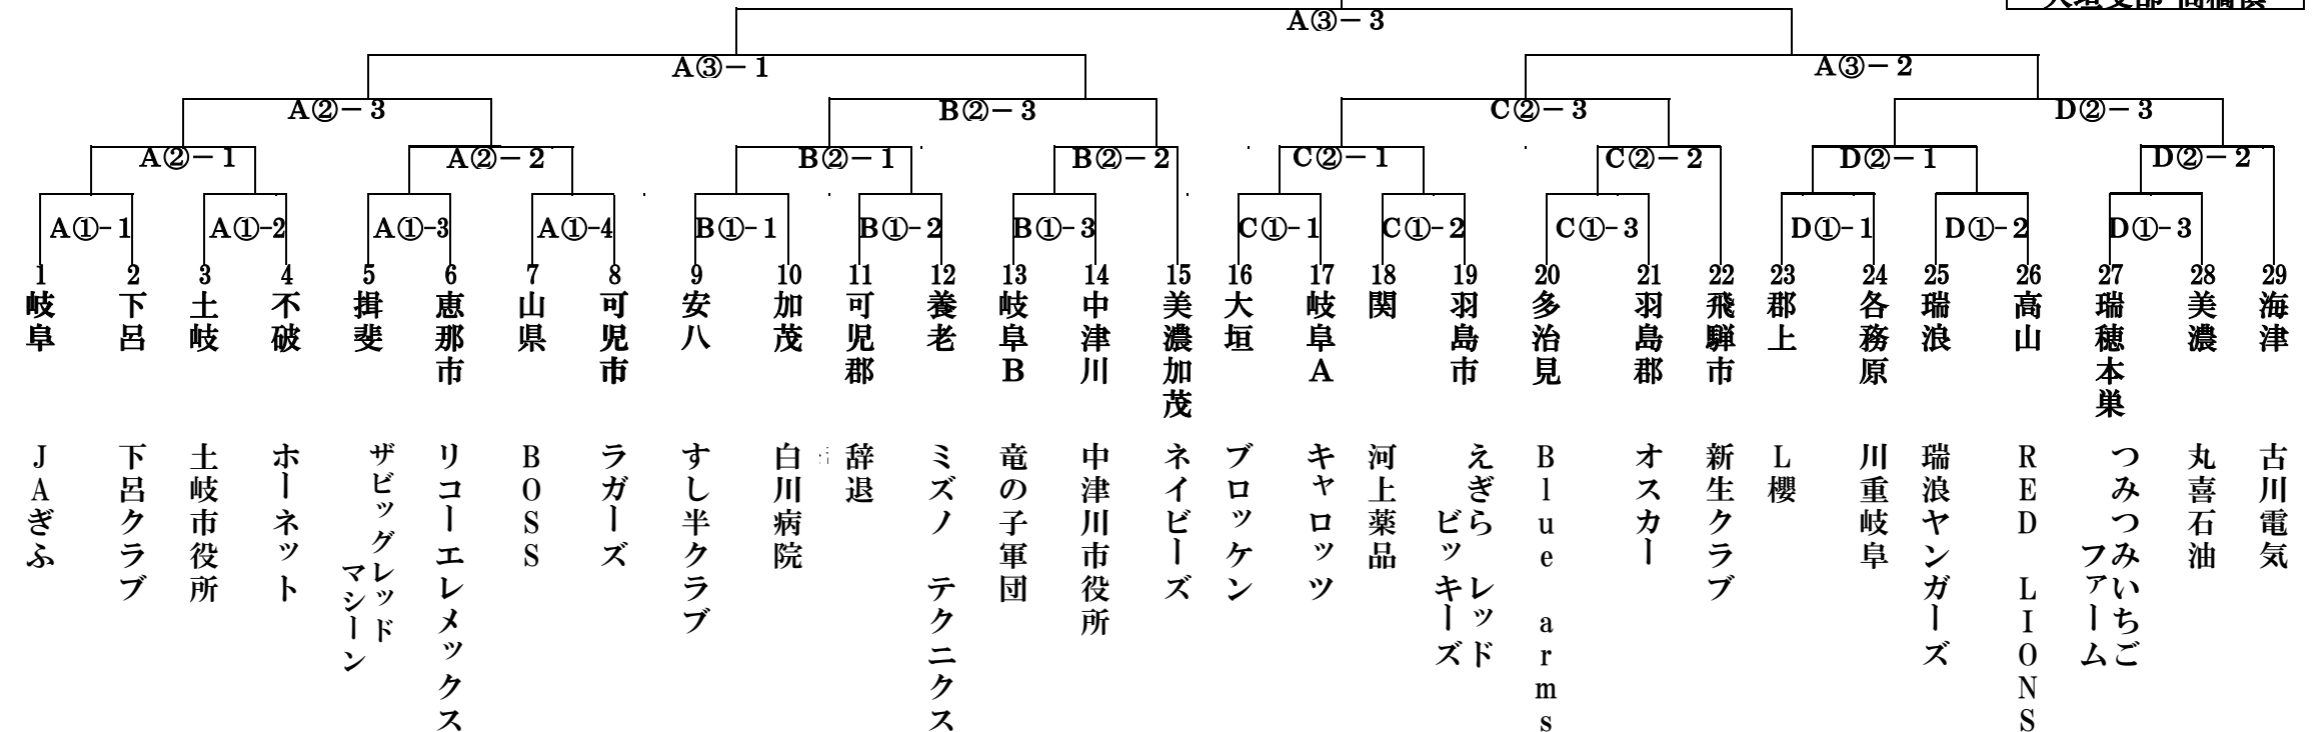 A③－3
A③－1
A③－2
A②－3
B②－3
C②－3
D②－3
A②－1
A②－2
B②－1
B②－2
C②－1
C②－2
D②－1
D②－2
A①-1
A①-2
A①-3
A①-4
B①-1
B①-2
B①-3
C①-1
C①-2
C①-3
D①-1
D①-2
D①-3
1 岐阜 JAぎふ
2 下呂 下呂クラブ
3 土岐 土岐市役所
4 不破 ホーネット
5 揖斐 ザビッグレッド
マシーン
6 恵那市 リコーエレメックス
7 山県 BOSS
8 可児市 ラガーズ
9 安八 すし半クラブ
10 加茂 白川病院
11 可児郡 辞退
12 養老 ミズノ テクニクス
13 岐阜B 竜の子軍団
14 中津川 中津川市役所
15 美濃加茂 ネイビーズ
16 大垣 ブロッケン
17 岐阜A キャロッツ
18 関 河上薬品
19 羽島市 えぎら レッド
ビッキーズ
20 多治見 Blue arms
21 羽島郡 オスカー
22 飛騨市 新生クラブ
23 郡上 L櫻
24 各務原 川重岐阜
25 瑞浪 瑞浪ヤンガーズ
26 高山 RED LIONS
27 瑞穂本巣 つみつみいちご
ファーム
28 美濃 丸喜石油
29 海津 古川電気